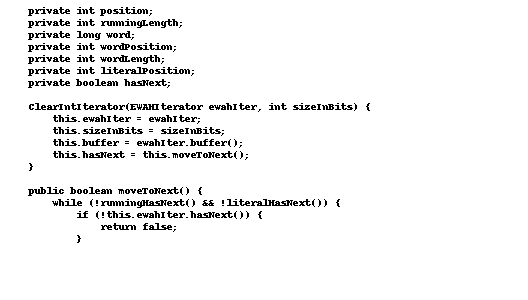 private int position;
private int runningLength;
private long word;
private int wordPosition;
private int wordLength;
private int literalPosition;
private boolean hasNext;
ClearIntIterator(EWAHIterator ewahIter, int sizeInBits) {
this.ewahIter = ewahIter;
this.sizeInBits = sizeInBits;
this.buffer = ewahIter.buffer();
this.hasNext = this.moveToNext();
}
public boolean moveToNext() {
while (!runningHasNext() && !literalHasNext()) {
if (!this.ewahIter.hasNext()) {
return false;
}